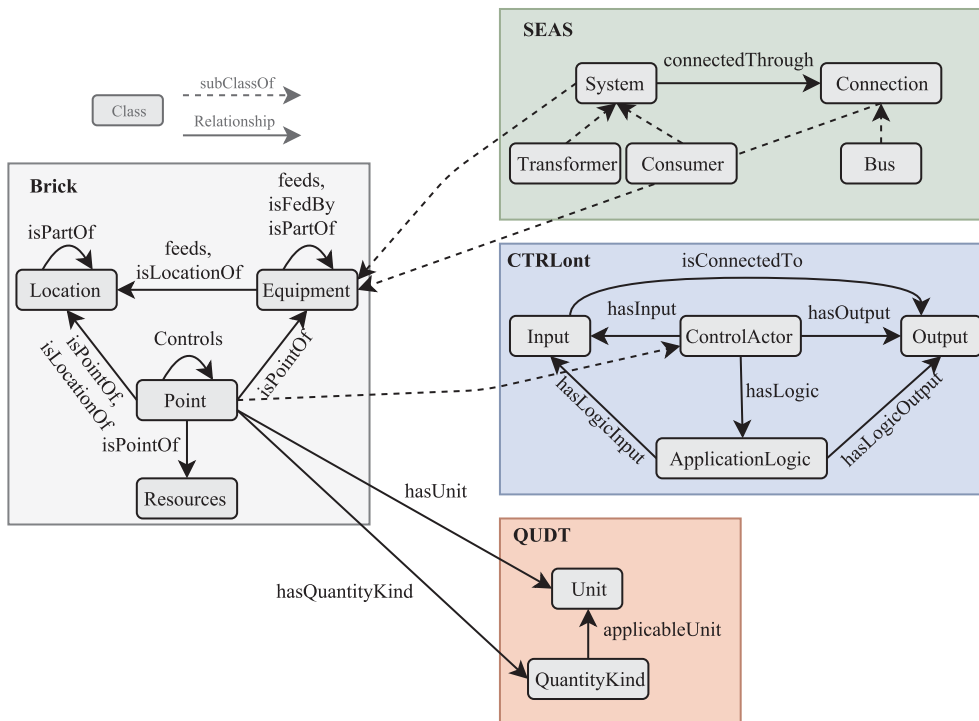 subClassOf
Class
Relationship
SEAS
connectedThrough
System
Connection
Transformer
Consumer
Bus
Brick
feeds,
isFedBy
isPartOf
isPartOf
feeds,
isLocationOf
Location
Equipment
Controls
isPointOf,
isLocationOf
isPointOf
Point
isPointOf
Resources
CTRLont
isConnectedTo
hasInput
hasOutput
Input
ControlActor
Output
hasLogic
hasLogicInput
hasLogicOutput
ApplicationLogic
hasUnit
hasQuantityKind
QUDT
Unit
applicableUnit
QuantityKind